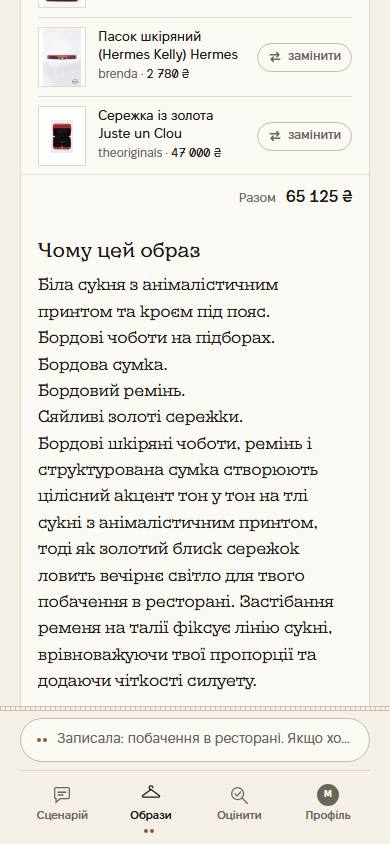 Пасок шкіряний
(Hermes Kelly) Hermes
brenda · 2 780 ₴
замінити
Сережка із золота
Juste un Clou
theoriginals · 47 000 ₴
замінити
Разом 65 125 ₴
Чому цей образ
Біла сукня з анімалістичним
принтом та кроєм під пояс.
Бордові чоботи на підборах.
Бордова сумка.
Бордовий ремінь.
Сяйливі золоті сережки.
Бордові шкіряні чоботи, ремінь і
структурована сумка створюють
цілісний акцент тон у тон на тлі
сукні з анімалістичним принтом,
тоді як золотий блиск сережок
ловить вечірнє світло для твого
побачення в ресторані. Застібання
ременя на талії фіксує лінію сукні,
врівноважуючи твої пропорції та
додаючи чіткості силуету.
Записала: побачення в ресторані. Якщо хо...
Сценарій
Образи
Оцінити
М
Профіль